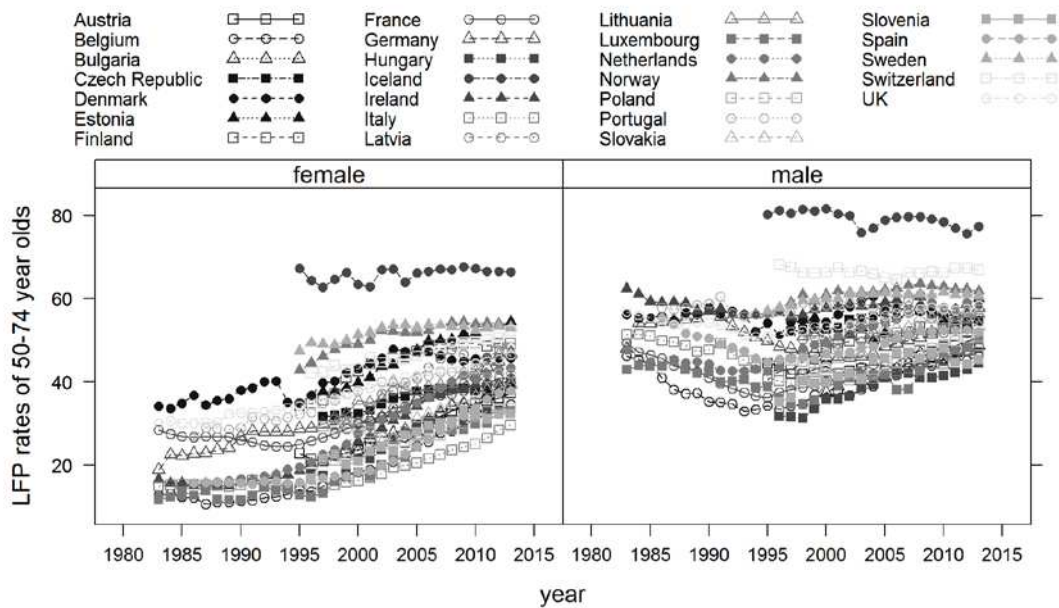 Austria France Lithuania Slovenia
Belgium Germany Luxembourg Spain
Bulgaria Hungary Netherlands Sweden
Czech Republic Iceland Norway Switzerland
Denmark Ireland Poland UK
Estonia Italy Portugal
Finland Latvia Slovakia
female male
LFP rates of 50-74 year olds
80
60
40
20
1980 1985 1990 1995 2000 2005 2010 2015 1980 1985 1990 1995 2000 2005 2010 2015
year